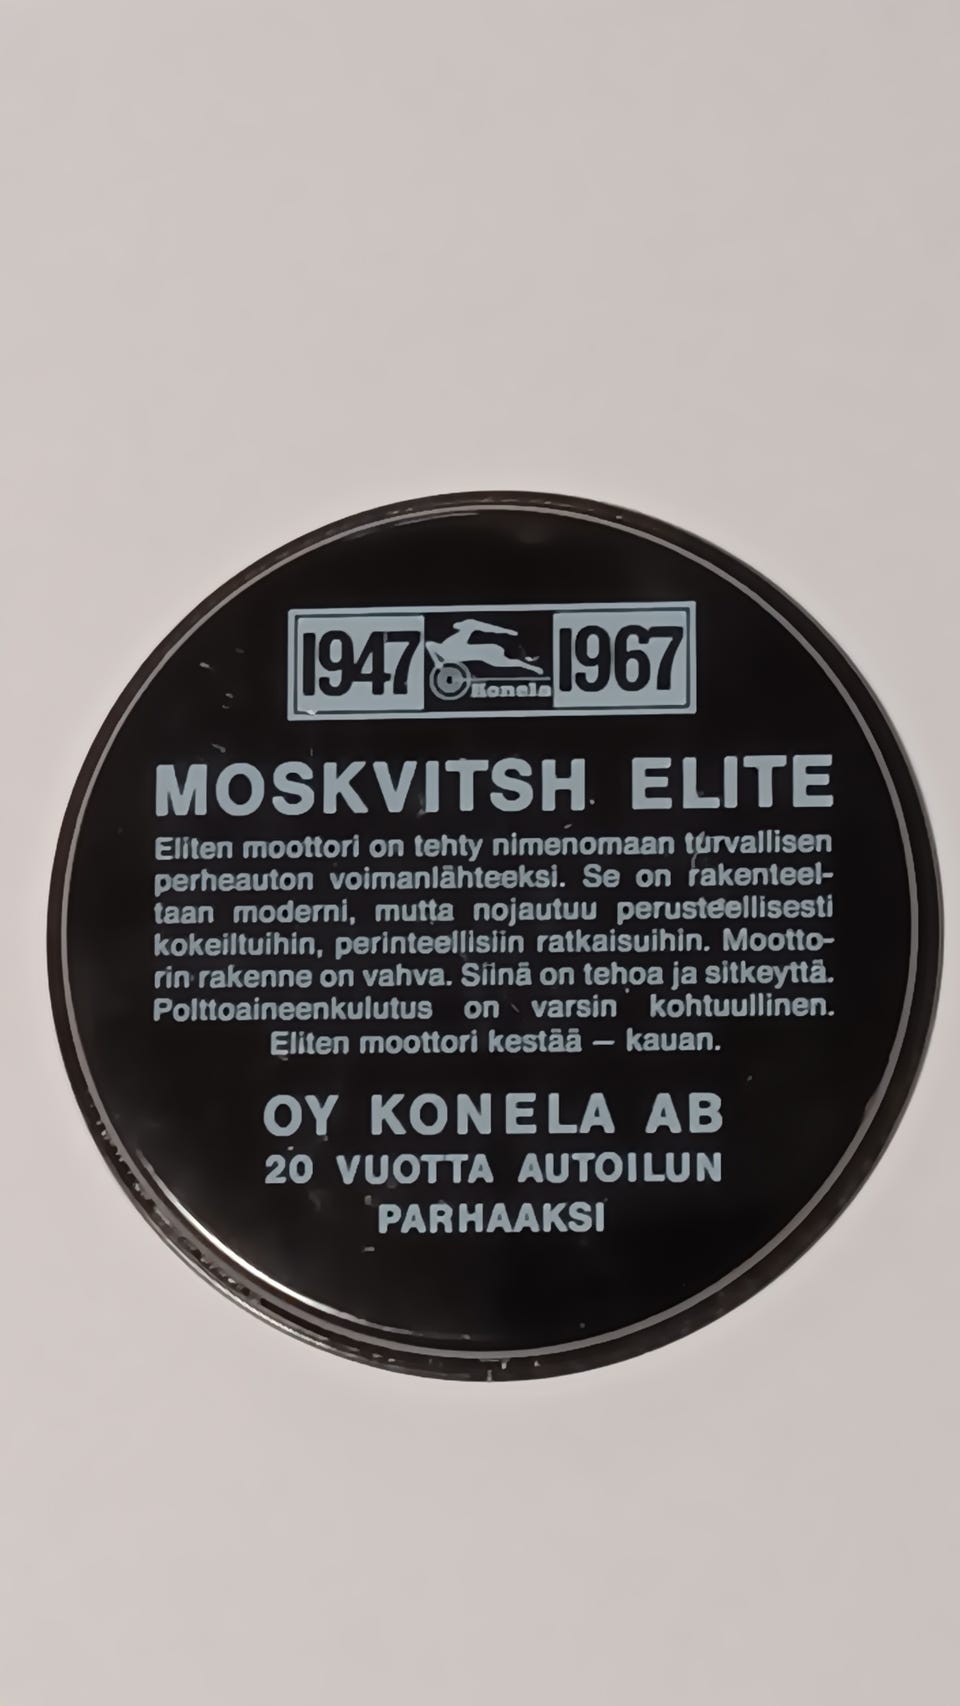 1947 Konela 1967
MOSKVITSH ELITE
Eliten moottori on tehty nimenomaan turvallisen
perheauton voimanlähteeksi. Se on rakenteel-
taan moderni, mutta nojautuu perusteellisesti
kokeiltuihin, perinteellisiin ratkaisuihin. Mootto-
rin rakenne on vahva. Siinä on tehoa ja sitkeyttä.
Polttoaineenkulutus on varsin kohtuullinen.
Eliten moottori kestää – kauan.
OY KONELA AB
20 VUOTTA AUTOILUN
PARHAAKSI